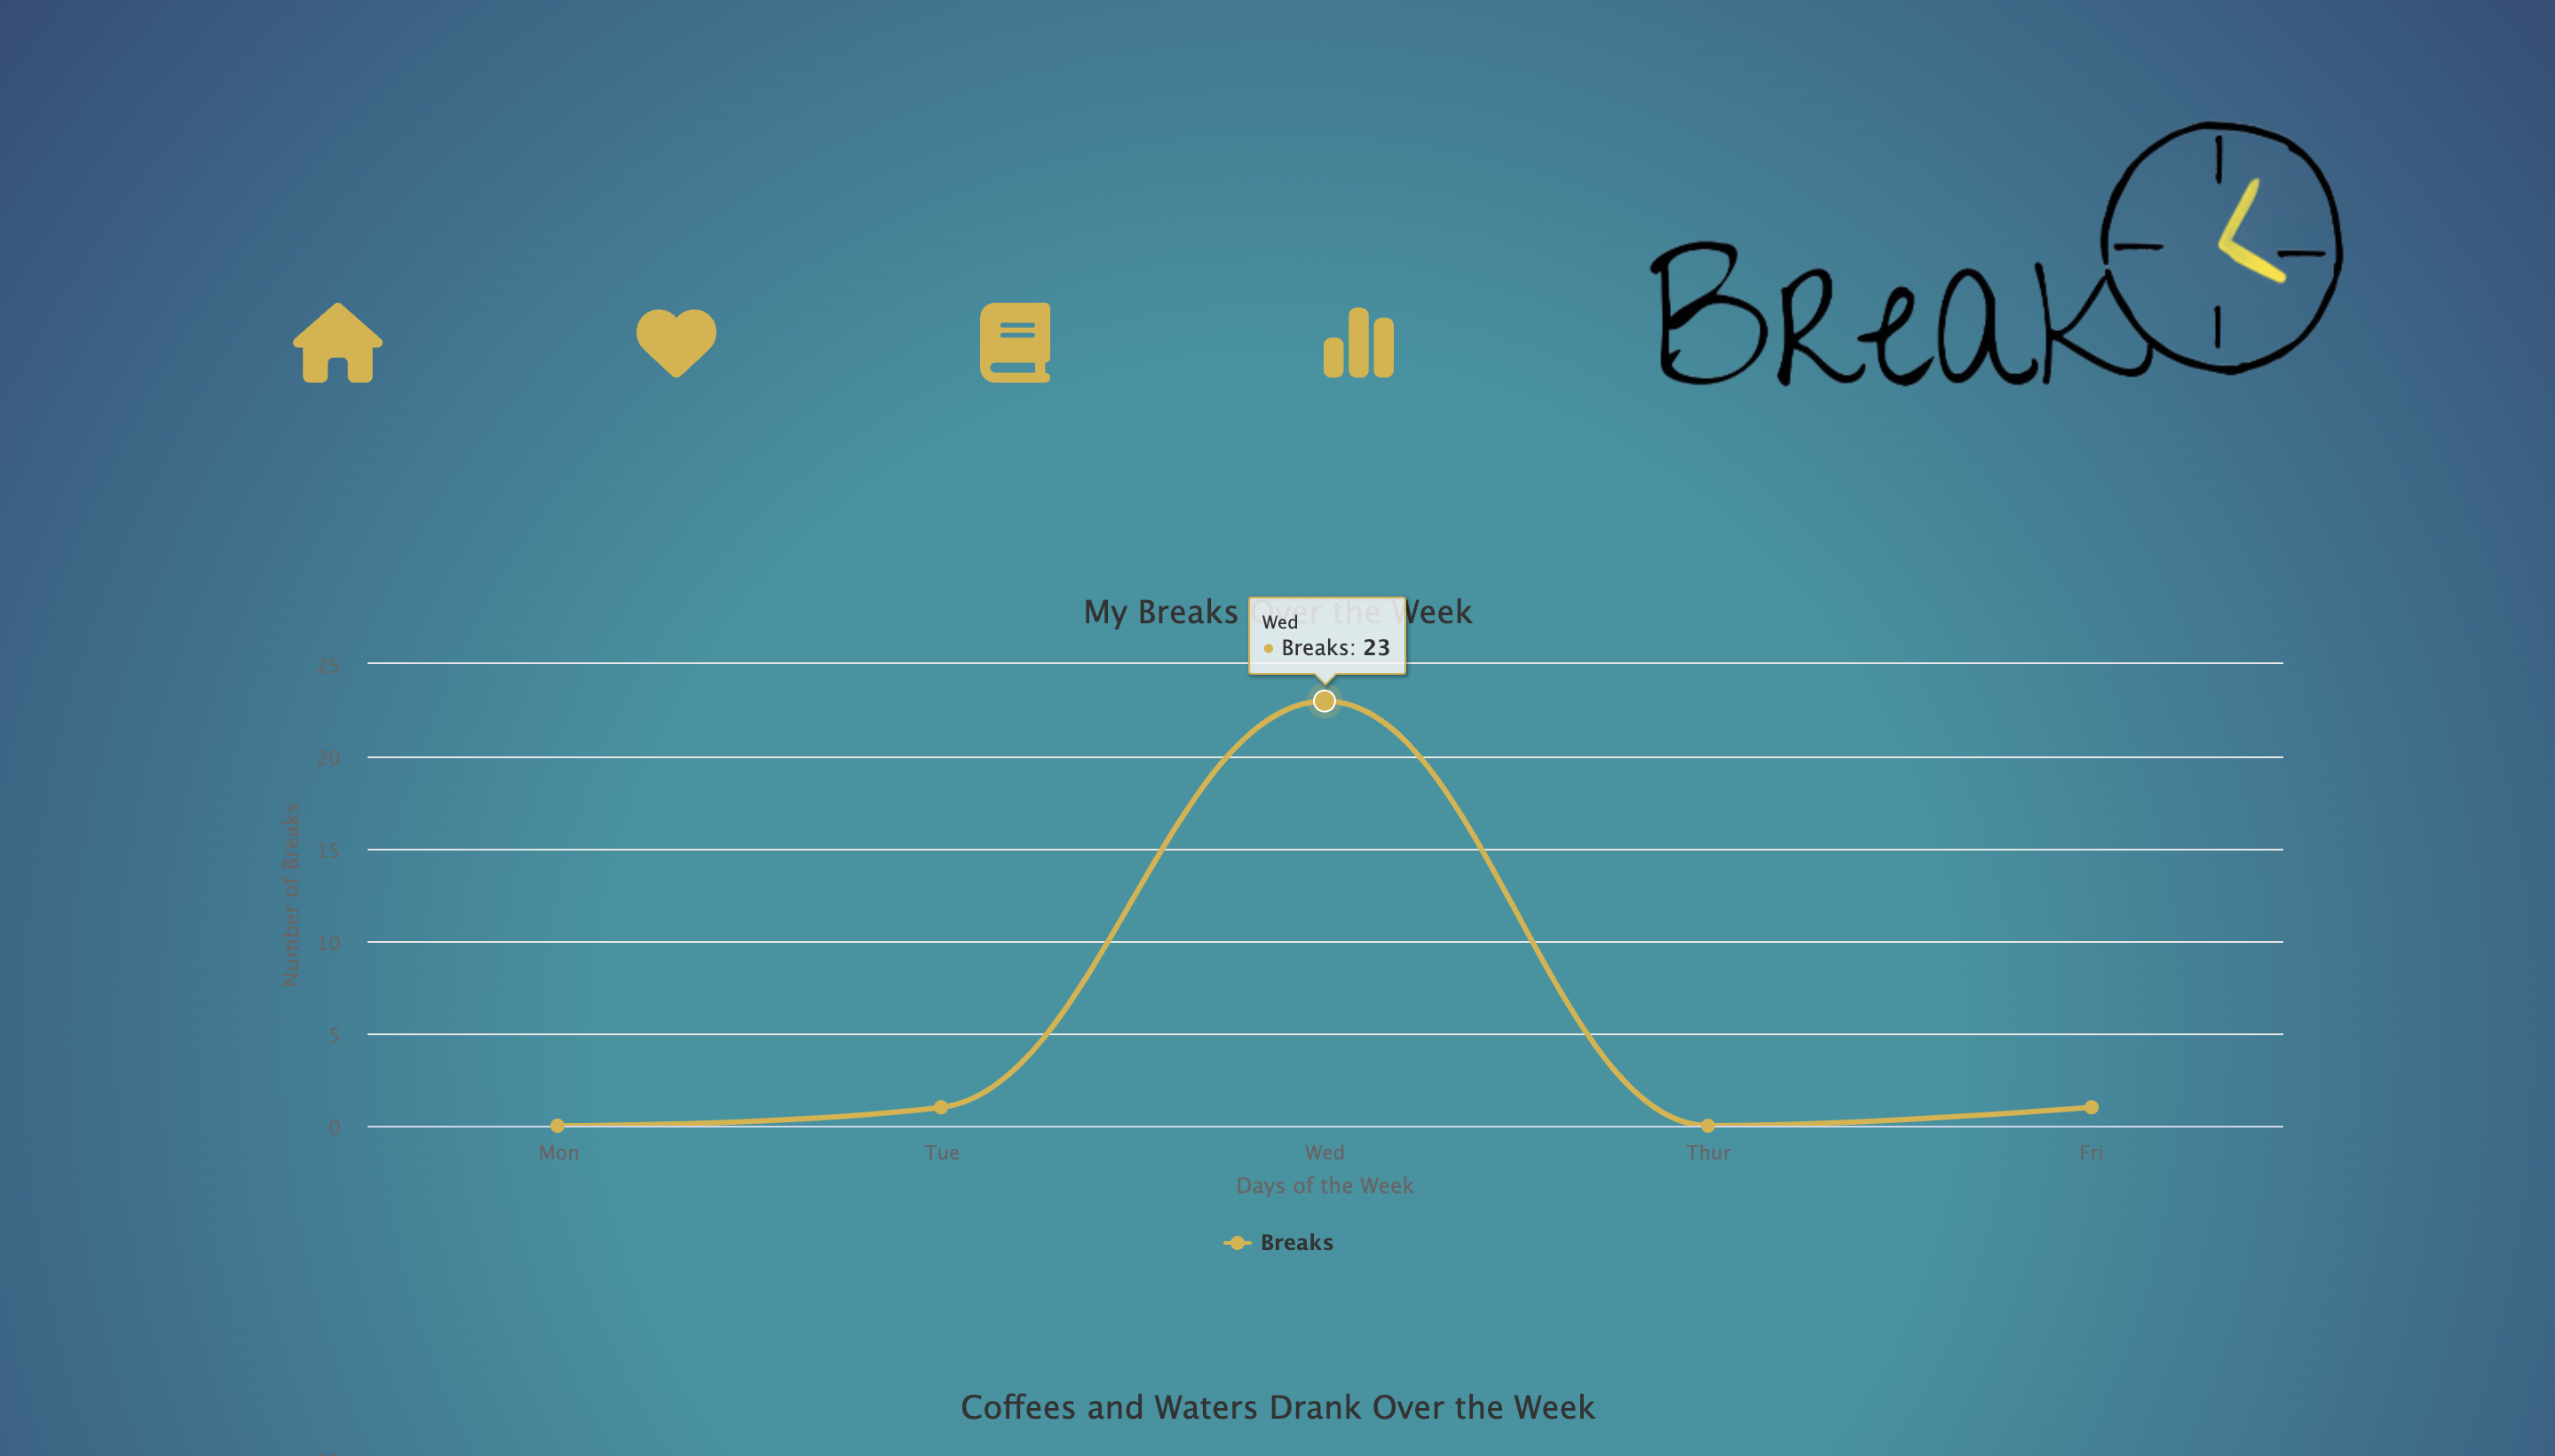 Break
My Breaks Over the Week
Wed
Breaks: 23
25
20
15
10
5
0
Number of Breaks
Mon Tue Wed Thur Fri
Days of the Week
Breaks
Coffees and Waters Drank Over the Week